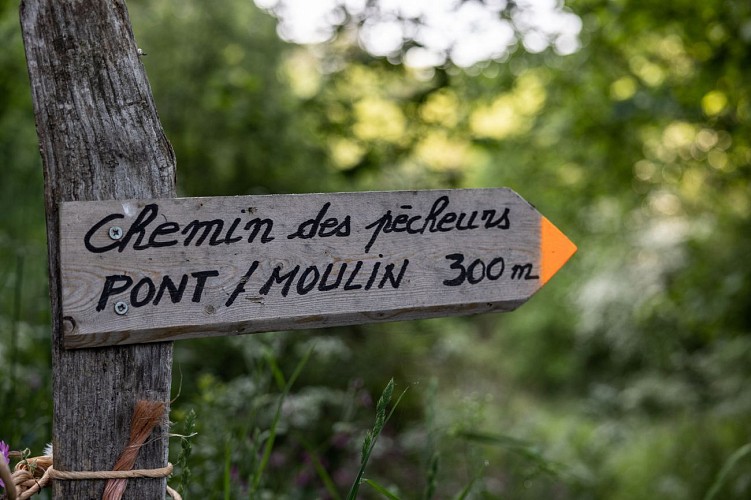 Chemin des pêcheurs
PONT / MOULIN 300 m